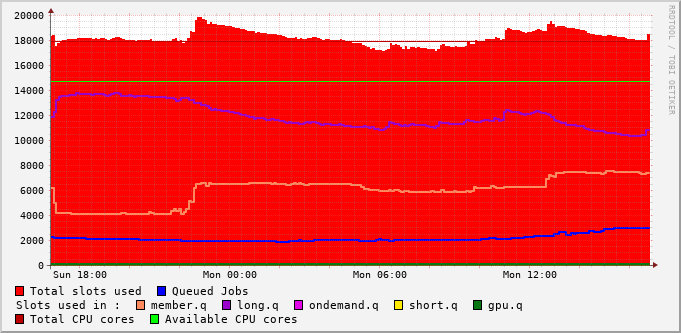 20000
18000
16000
14000
12000
10000
8000
6000
4000
2000
0
Sun 18:00 Mon 00:00 Mon 06:00 Mon 12:00
RRDTOOL / TOBI OETIKER
Total slots used Queued Jobs
Slots used in : member.q long.q ondemand.q short.q gpu.q
Total CPU cores Available CPU cores